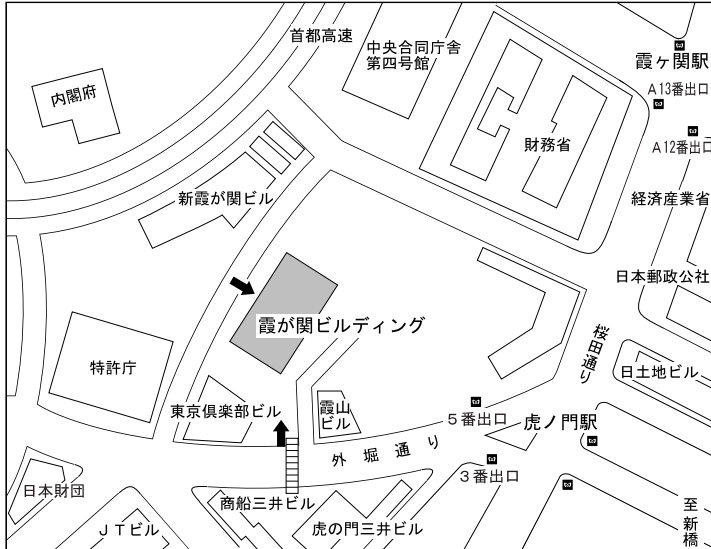 首都高速
中央合同庁舎
第四号館
霞ヶ関駅
A13番出口
内閣府
財務省
A12番出口
新霞が関ビル
経済産業省
日本郵政公社
霞が関ビルディング
桜田通り
特許庁
日土地ビル
東京倶楽部ビル
霞山
ビル
5番出口
虎ノ門駅
外堀通り
3番出口
日本財団
商船三井ビル
至新橋
JTビル
虎の門三井ビル